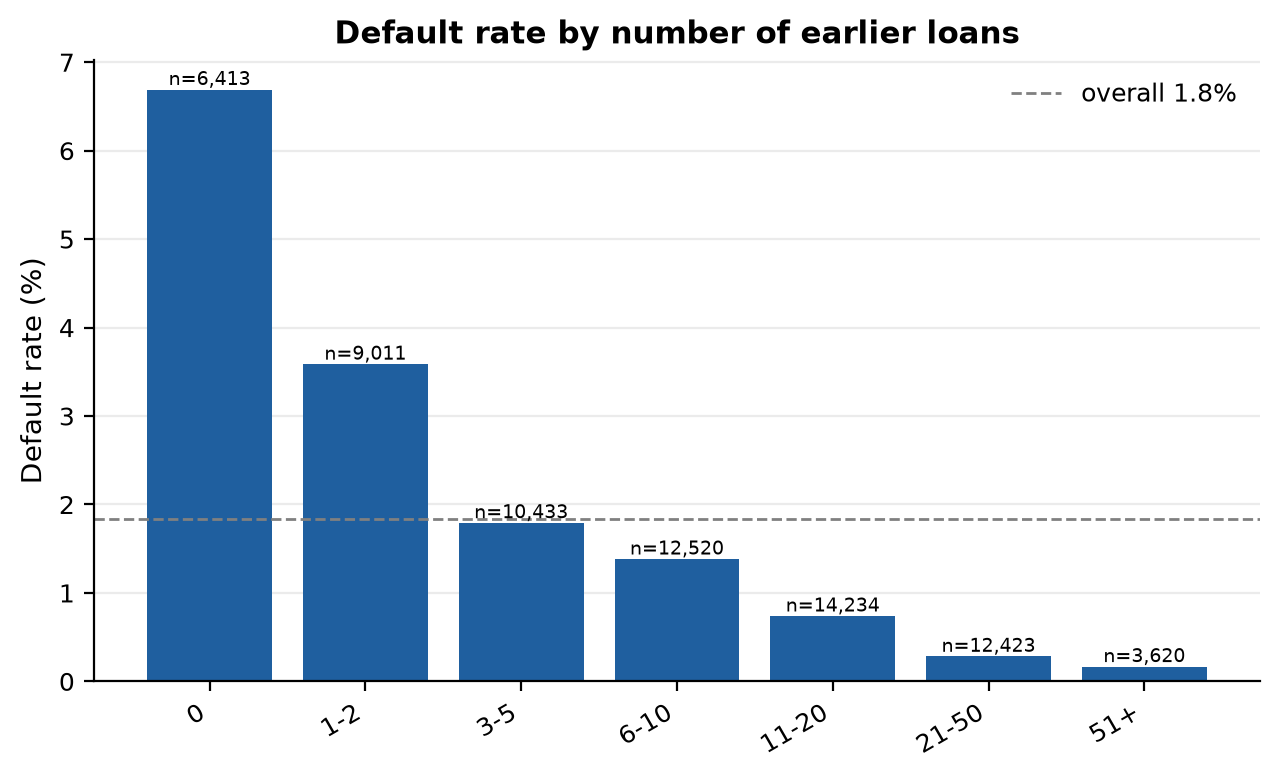 Default rate by number of earlier loans
overall 1.8%
Default rate (%)
7
6
5
4
3
2
1
0
n=6,413
n=9,011
n=10,433
n=12,520
n=14,234
n=12,423
n=3,620
0
1-2
3-5
6-10
11-20
21-50
51+